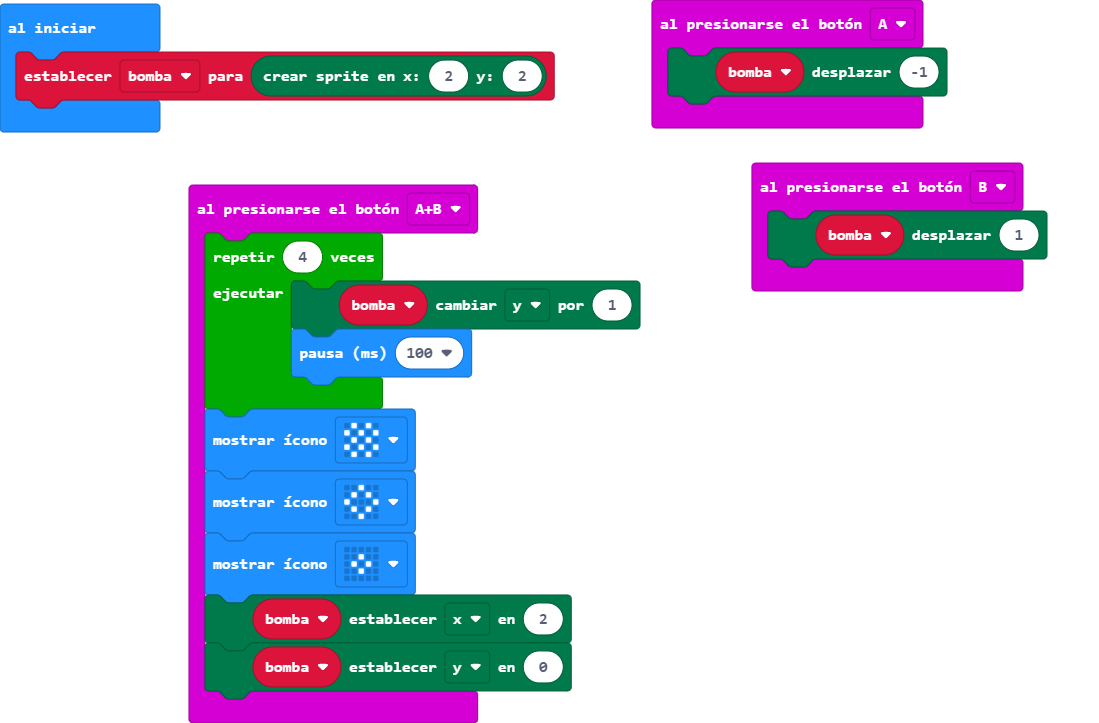 al iniciar
establecer bomba para crear sprite en x: 2 y: 2
al presionarse el botón A
bomba desplazar -1
al presionarse el botón B
bomba desplazar 1
al presionarse el botón A+B
repetir 4 veces
ejecutar
bomba cambiar y por 1
pausa (ms) 100
mostrar ícono
mostrar ícono
mostrar ícono
bomba establecer x en 2
bomba establecer y en 0